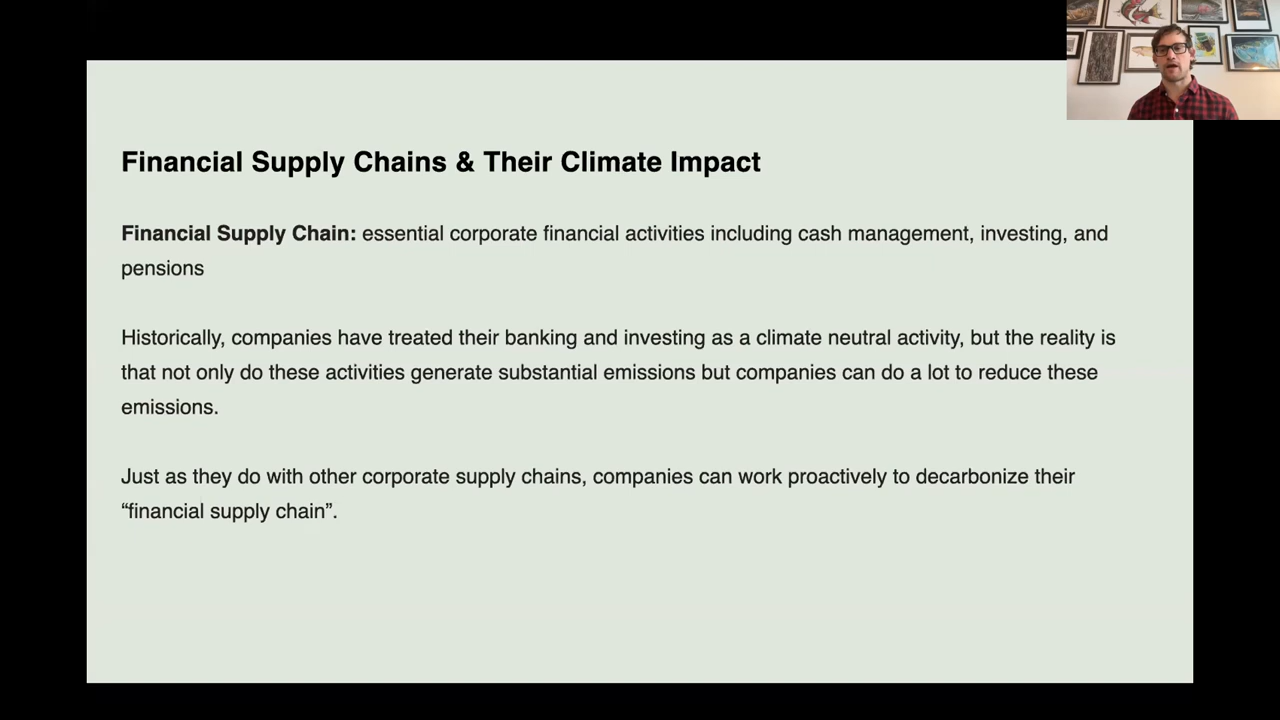 Financial Supply Chains & Their Climate Impact
Financial Supply Chain: essential corporate financial activities including cash management, investing, and
pensions
Historically, companies have treated their banking and investing as a climate neutral activity, but the reality is
that not only do these activities generate substantial emissions but companies can do a lot to reduce these
emissions.
Just as they do with other corporate supply chains, companies can work proactively to decarbonize their
“financial supply chain”.